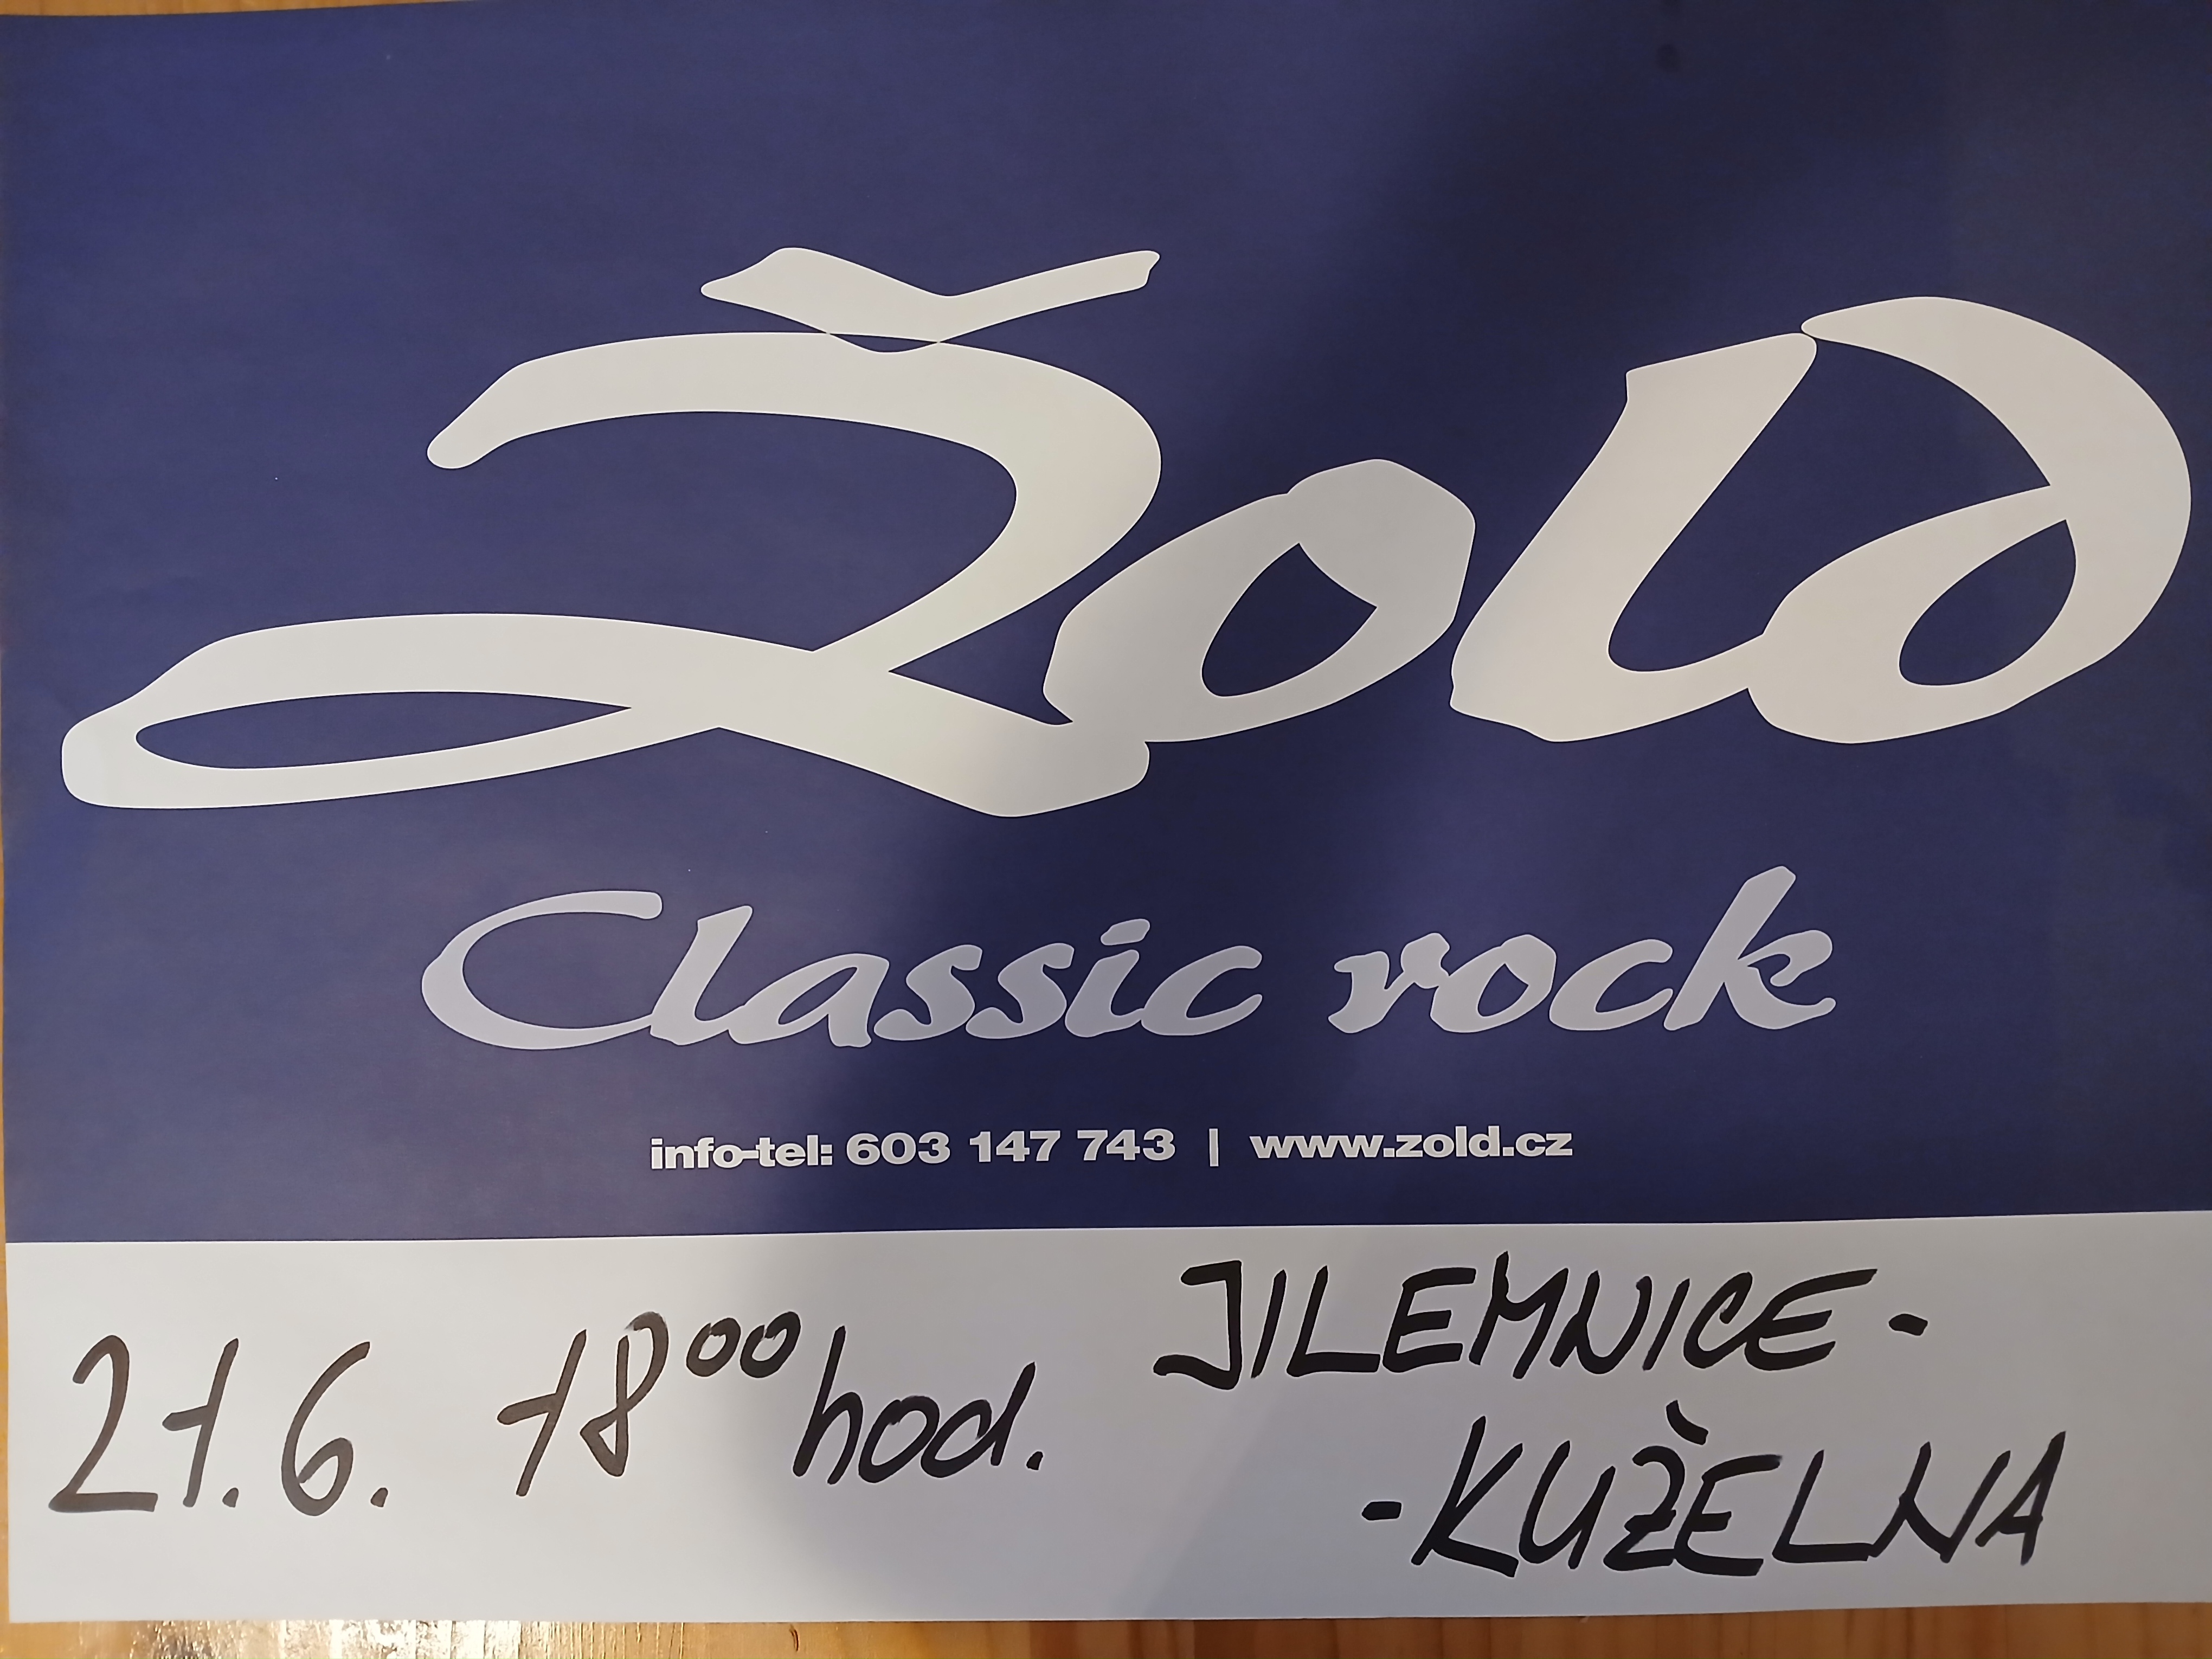 Žold
Classic rock
info-tel: 603 147 743 | www.zold.cz
21.6. 18⁰⁰ hod. JILEMNICE -
- KUŽELNA